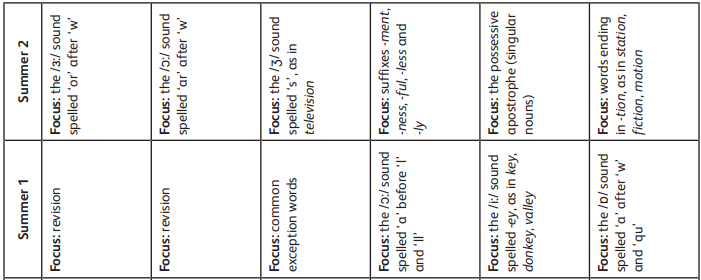 Summer 1
Summer 2
Focus: revision
Focus: the /ɜ:/ sound
spelled ‘or’ after ‘w’
Focus: revision
Focus: the /ɔ:/ sound
spelled ‘ar’ after ‘w’
Focus: common
exception words
Focus: the /ʒ/ sound
spelled ‘s’, as in
television
Focus: the /ɔ:/ sound
spelled ‘a’ before ‘l’
and ‘ll’
Focus: suffixes -ment,
-ness, -ful, -less and
-ly
Focus: the /i:/ sound
spelled -ey, as in key,
donkey, valley
Focus: the possessive
apostrophe (singular
nouns)
Focus: the /ɒ/ sound
spelled ‘a’ after ‘w’
and ‘qu’
Focus: words ending
in -tion, as in station,
fiction, motion